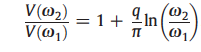 V(ω₂)/V(ω₁) = 1 + q/π ln(ω₂/ω₁)